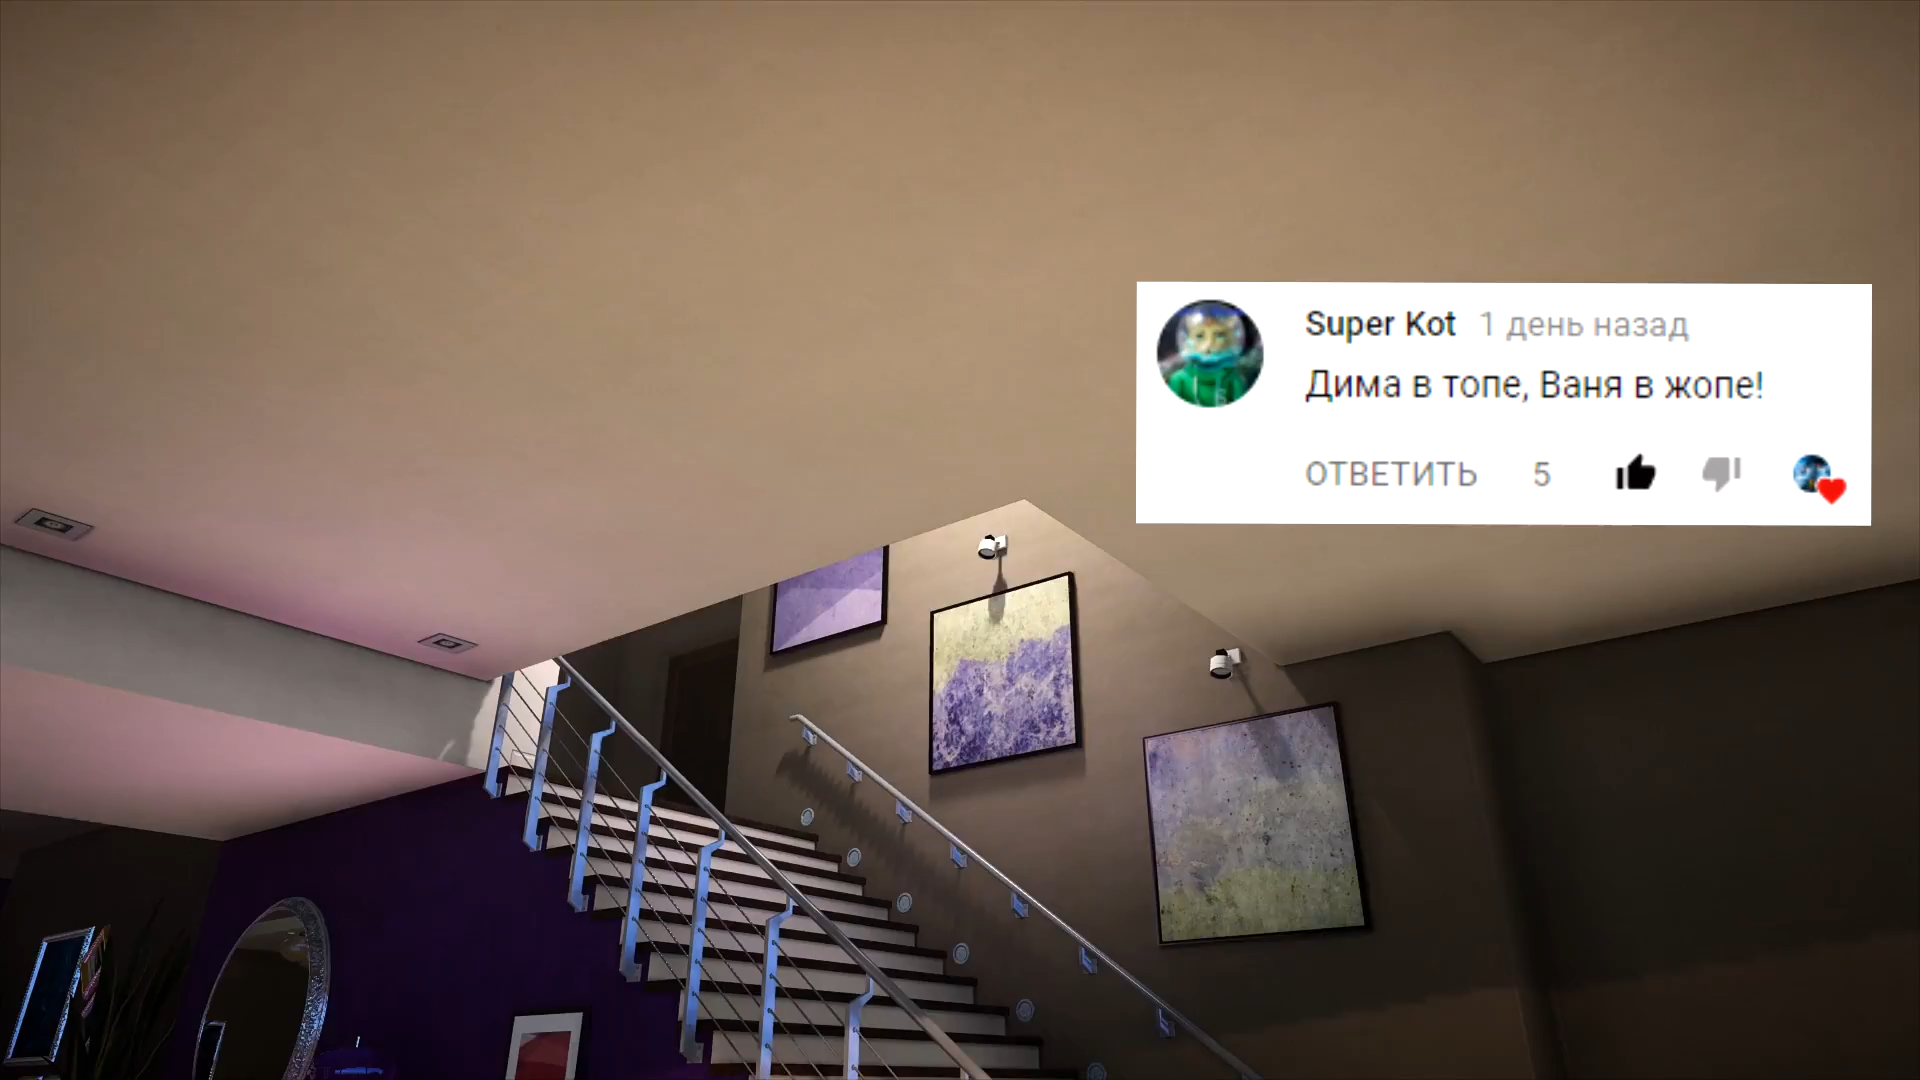 Super Kot 1 день назад
Дима в топе, Ваня в жопе!
ОТВЕТИТЬ 5